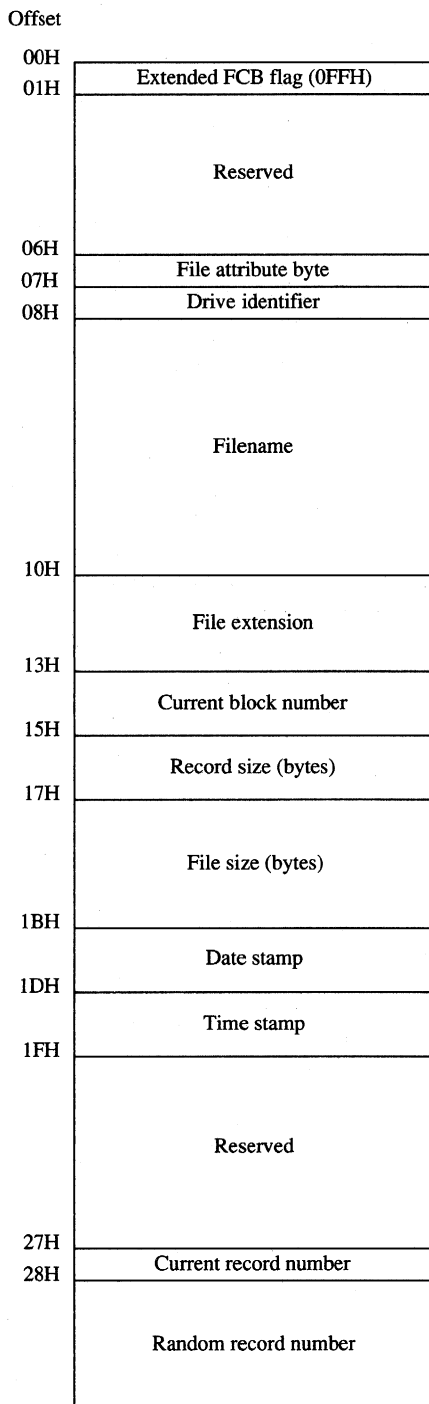 Offset
00H
Extended FCB flag (0FFH)
01H
Reserved
06H
File attribute byte
07H
Drive identifier
08H
Filename
10H
File extension
13H
Current block number
15H
Record size (bytes)
17H
File size (bytes)
1BH
Date stamp
1DH
Time stamp
1FH
Reserved
27H
Current record number
28H
Random record number